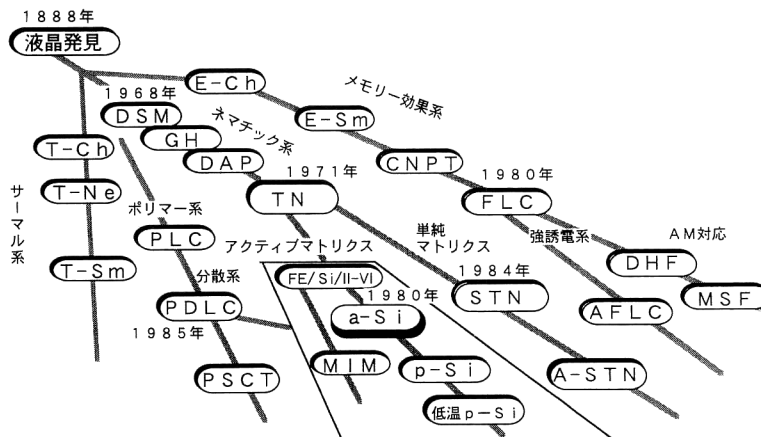 1888年
液晶発見
E-Ch
メモリー効果系
1968年
DSM
E-Sm
GH
ネマチック系
T-Ch
DAP
CNPT
1971年
1980年
T-Ne
TN
FLC
サーマル系
ポリマー系
単純
マトリクス
強誘電系
AM対応
PLC
アクティブマトリクス
DHF
T-Sm
分散系
FE/Si/II-VI
1984年
MSF
1980年
STN
PDLC
a-Si
AFLC
1985年
MIM
p-Si
A-STN
PSCT
低温p-Si